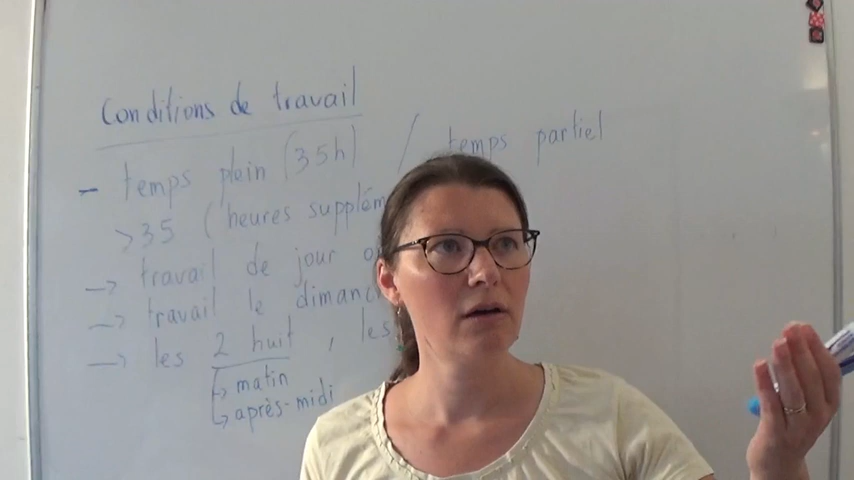 Conditions de travail
- temps plein (35h) / temps partiel
>35 (heures supplém
-> travail de jour
-> travail le dimanc
-> les 2 huit, les
-> matin
-> après-midi